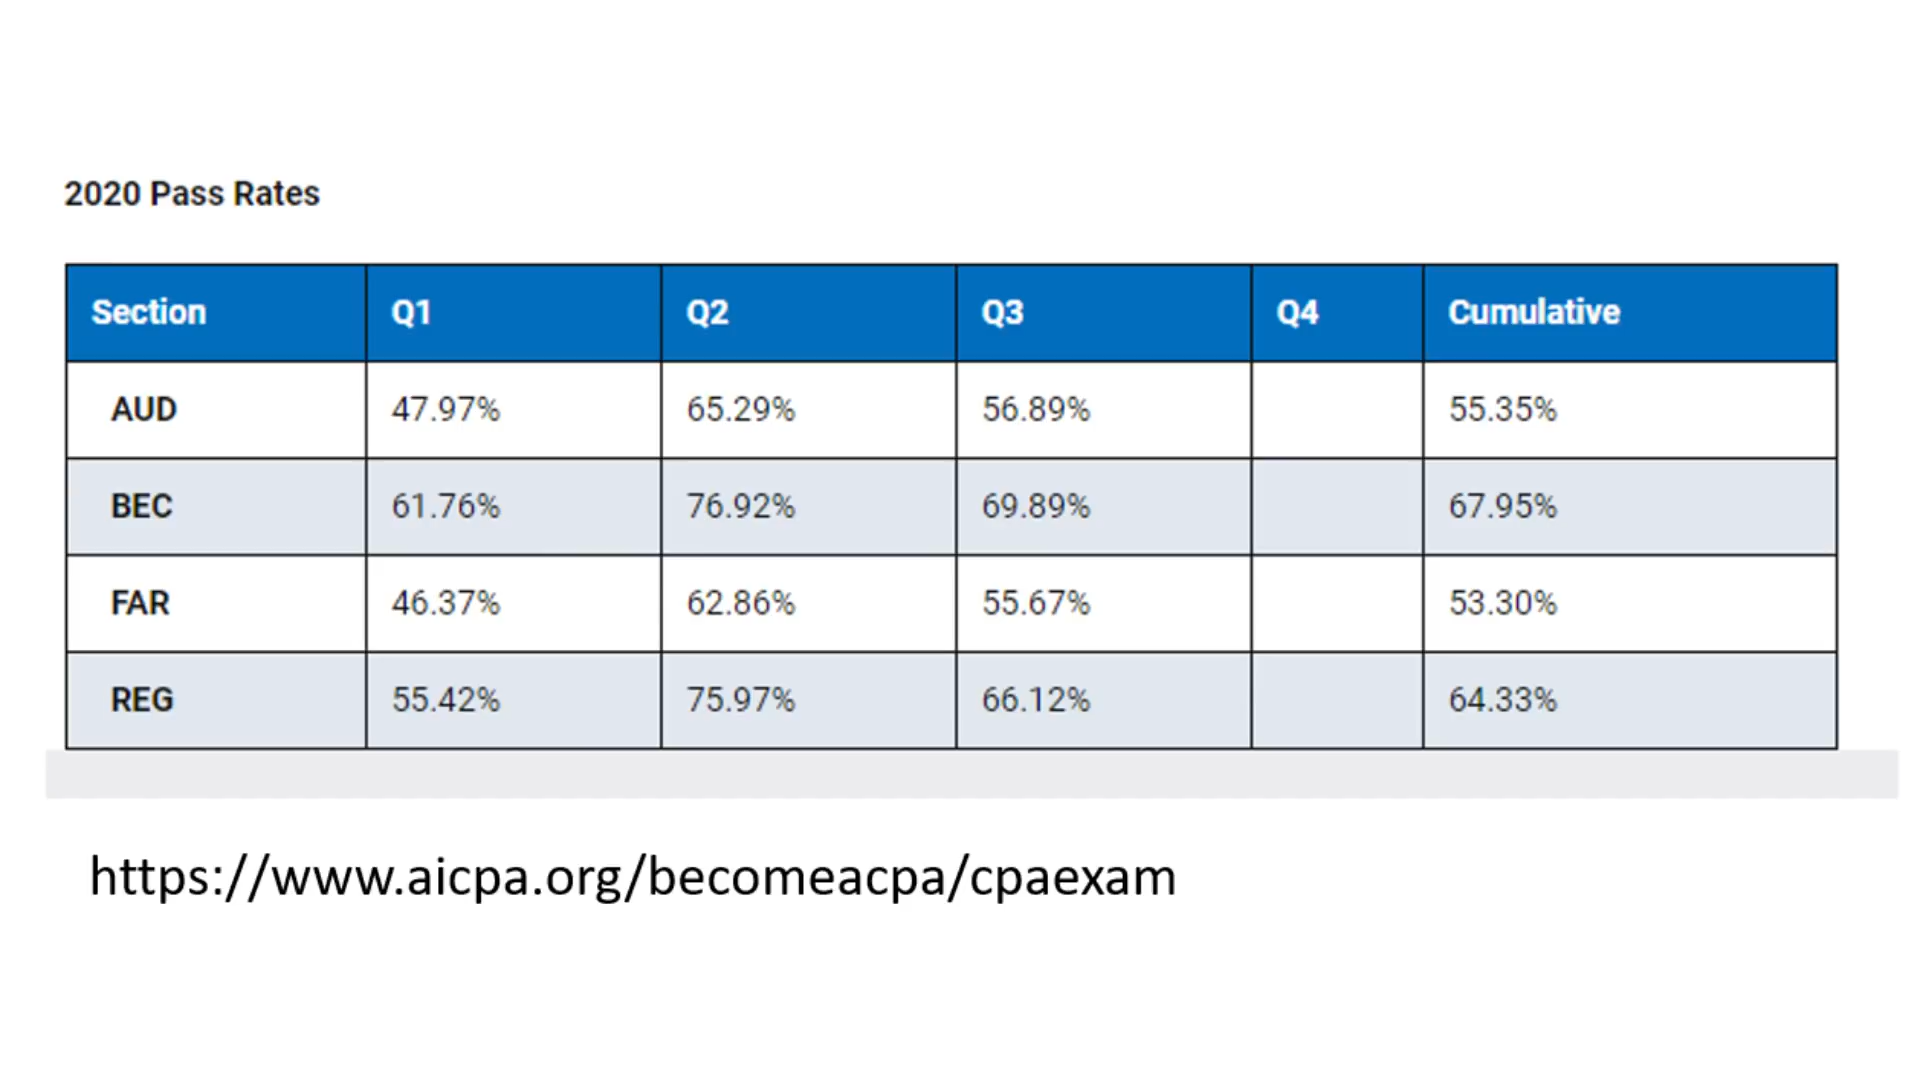 2020 Pass Rates
Section Q1 Q2 Q3 Q4 Cumulative
AUD 47.97% 65.29% 56.89% 55.35%
BEC 61.76% 76.92% 69.89% 67.95%
FAR 46.37% 62.86% 55.67% 53.30%
REG 55.42% 75.97% 66.12% 64.33%
https://www.aicpa.org/becomeacpa/cpaexam